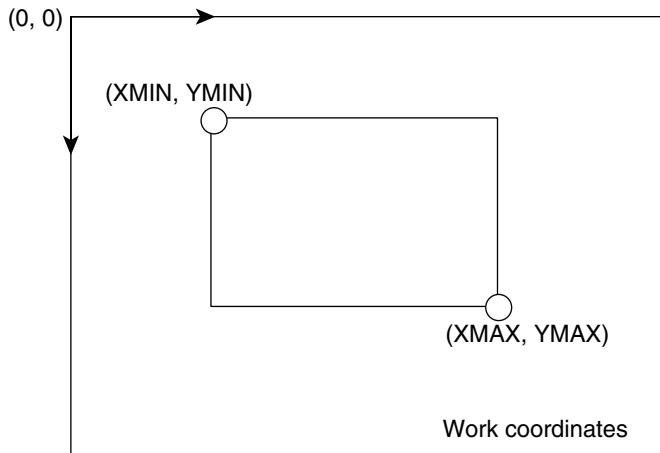 (0, 0)
(XMIN, YMIN)
(XMAX, YMAX)
Work coordinates